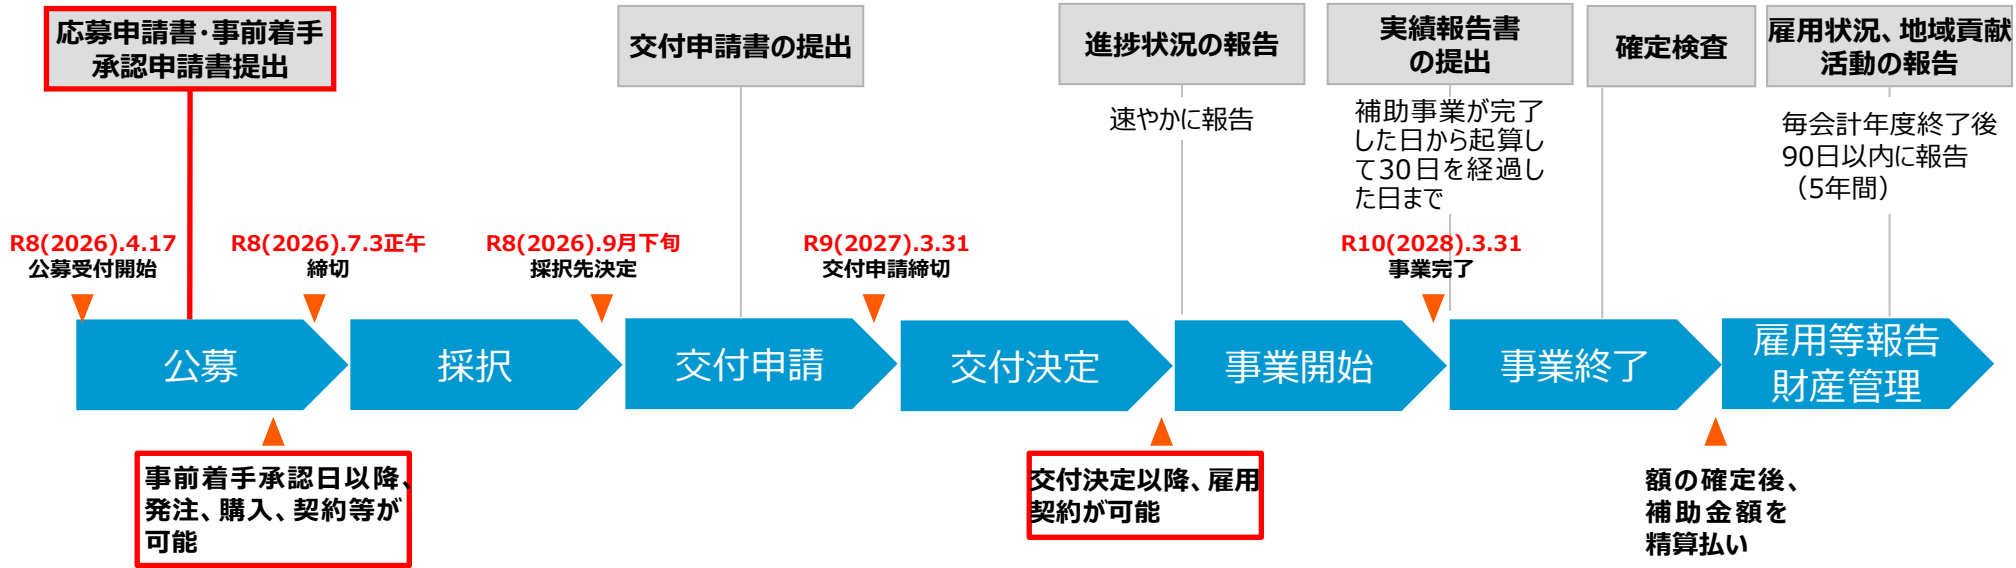 応募申請書・事前着手
承認申請書提出
交付申請書の提出
進捗状況の報告
実績報告書
の提出
確定検査
雇用状況、地域貢献
活動の報告
速やかに報告
補助事業が完了
した日から起算し
て30日を経過し
た日まで
毎会計年度終了後
90日以内に報告
（5年間）
R8(2026).4.17
公募受付開始
R8(2026).7.3正午
締切
R8(2026).9月下旬
採択先決定
R9(2027).3.31
交付申請締切
R10(2028).3.31
事業完了
公募
採択
交付申請
交付決定
事業開始
事業終了
雇用等報告
財産管理
事前着手承認日以降、
発注、購入、契約等が
可能
交付決定以降、雇用
契約が可能
額の確定後、
補助金額を
精算払い